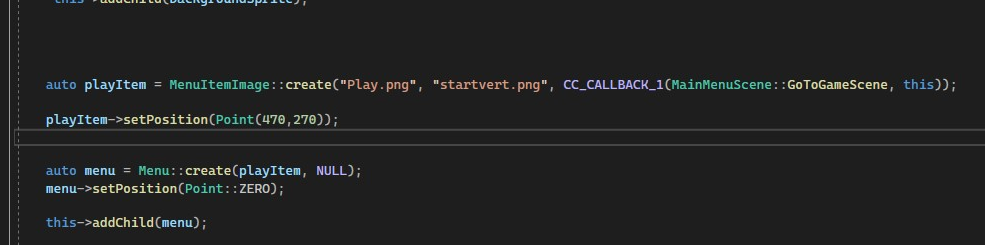 this->addChild(backgroundSprite);
auto playItem = MenuItemImage::create("Play.png", "startvert.png", CC_CALLBACK_1(MainMenuScene::GoToGameScene, this));
playItem->setPosition(Point(470,270));
auto menu = Menu::create(playItem, NULL);
menu->setPosition(Point::ZERO);
this->addChild(menu);